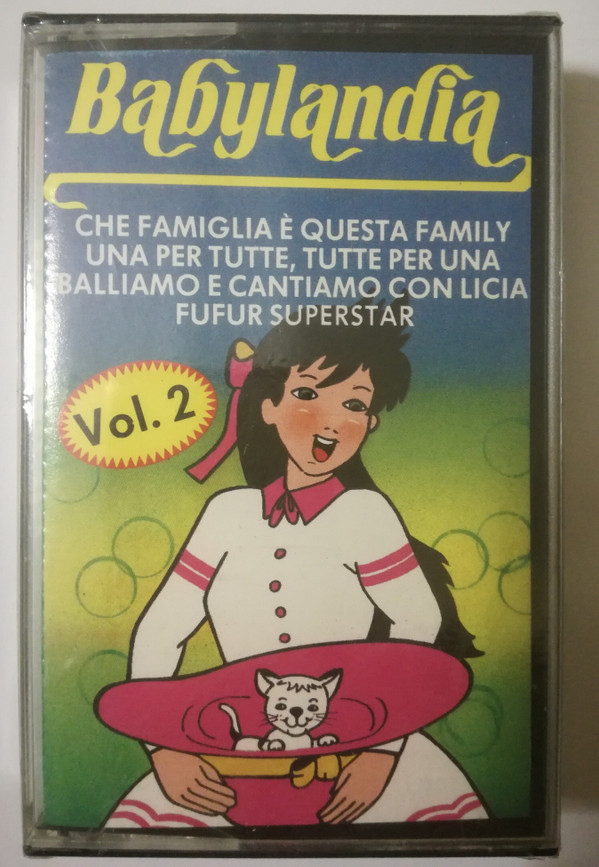 Babylandia
CHE FAMIGLIA È QUESTA FAMILY
UNA PER TUTTE, TUTTE PER UNA
BALLIAMO E CANTIAMO CON LICIA
FUFUR SUPERSTAR
Vol. 2